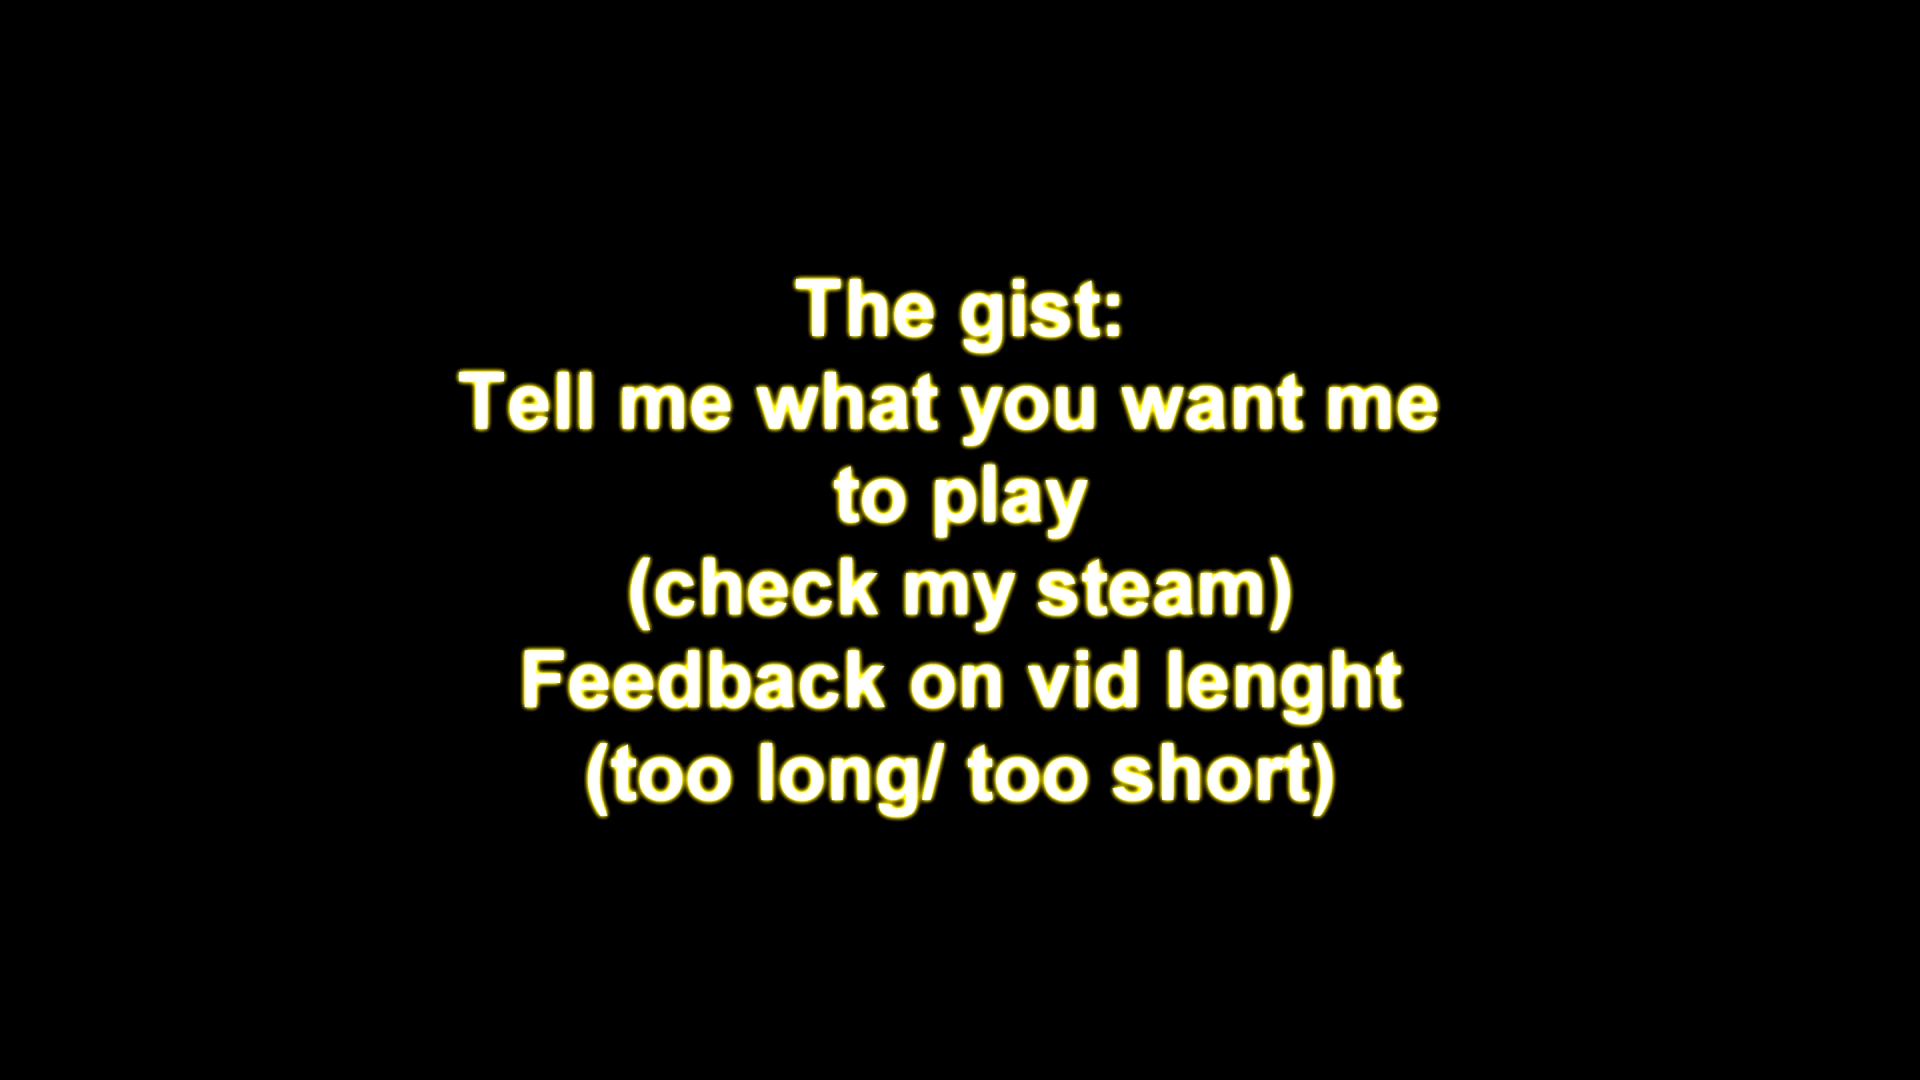 The gist:
Tell me what you want me
to play
(check my steam)
Feedback on vid lenght
(too long/ too short)